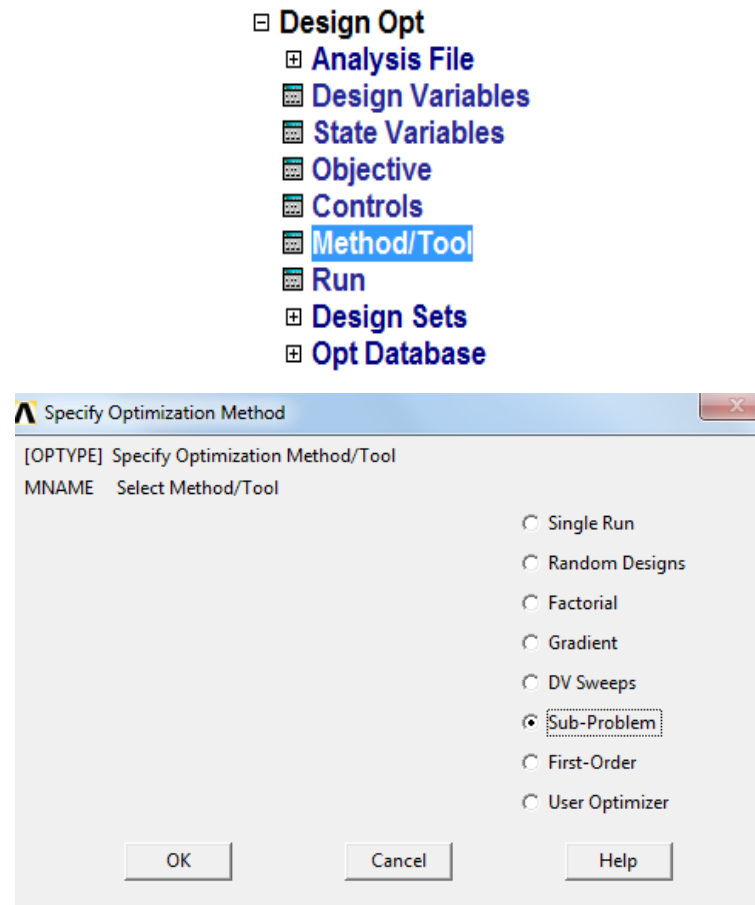 Design Opt
Analysis File
Design Variables
State Variables
Objective
Controls
Method/Tool
Run
Design Sets
Opt Database
Specify Optimization Method
[OPTYPE] Specify Optimization Method/Tool
MNAME Select Method/Tool
Single Run
Random Designs
Factorial
Gradient
DV Sweeps
Sub-Problem
First-Order
User Optimizer
OK Cancel Help